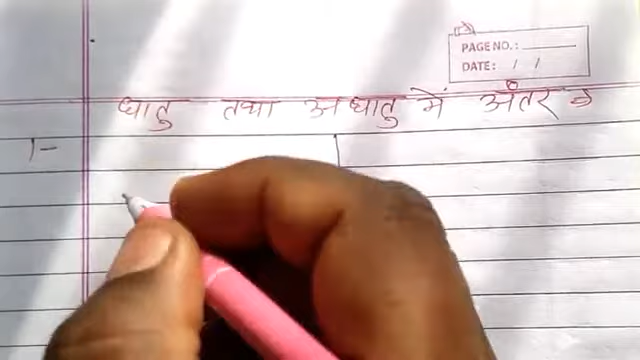 PAGE NO.:
DATE: / /
धातु तथा अधातु में अंतर
1-